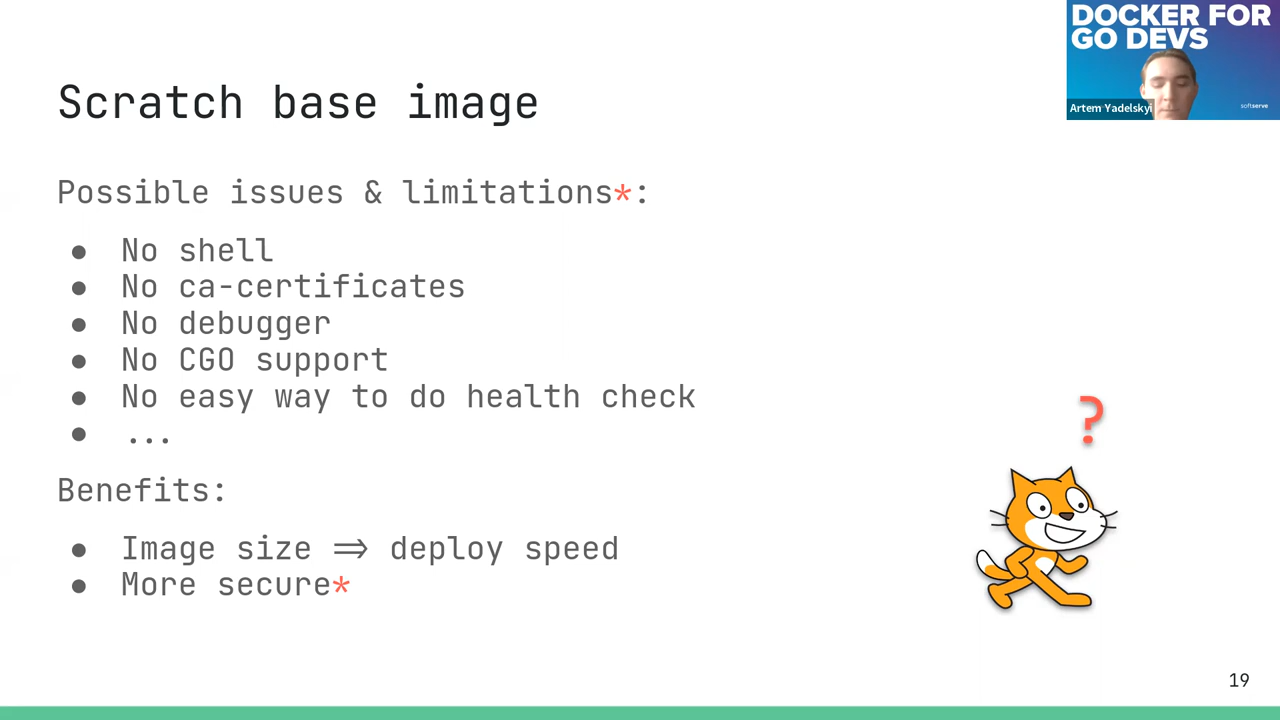 DOCKER FOR
GO DEVS
Artem Yadelskyi
softserve
Scratch base image
Possible issues & limitations*:
● No shell
● No ca-certificates
● No debugger
● No CGO support
● No easy way to do health check
● ...
Benefits:
● Image size ⇒ deploy speed
● More secure*
?
19